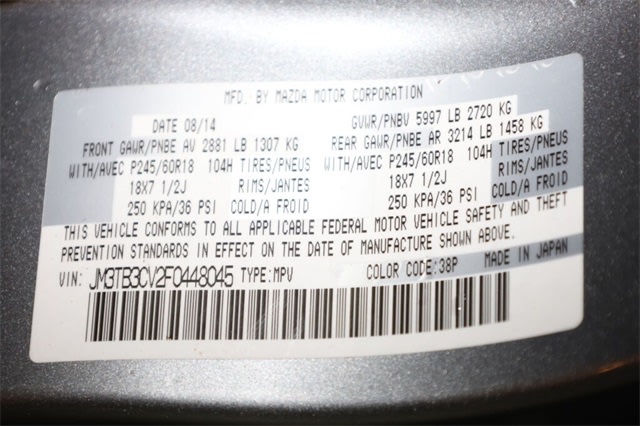 MFD. BY MAZDA MOTOR CORPORATION
DATE 08/14 GVWR/PNBV 5997 LB 2720 KG
FRONT GAWR/PNBE AV 2881 LB 1307 KG REAR GAWR/PNBE AR 3214 LB 1458 KG
WITH/AVEC P245/60R18 104H TIRES/PNEUS WITH/AVEC P245/60R18 104H TIRES/PNEUS
18X7 1/2J RIMS/JANTES 18X7 1/2J RIMS/JANTES
250 KPA/36 PSI COLD/A FROID 250 KPA/36 PSI COLD/A FROID
THIS VEHICLE CONFORMS TO ALL APPLICABLE FEDERAL MOTOR VEHICLE SAFETY AND THEFT
PREVENTION STANDARDS IN EFFECT ON THE DATE OF MANUFACTURE SHOWN ABOVE.
VIN: JM3TB3CV2F0448045 TYPE:MPV COLOR CODE:38P MADE IN JAPAN